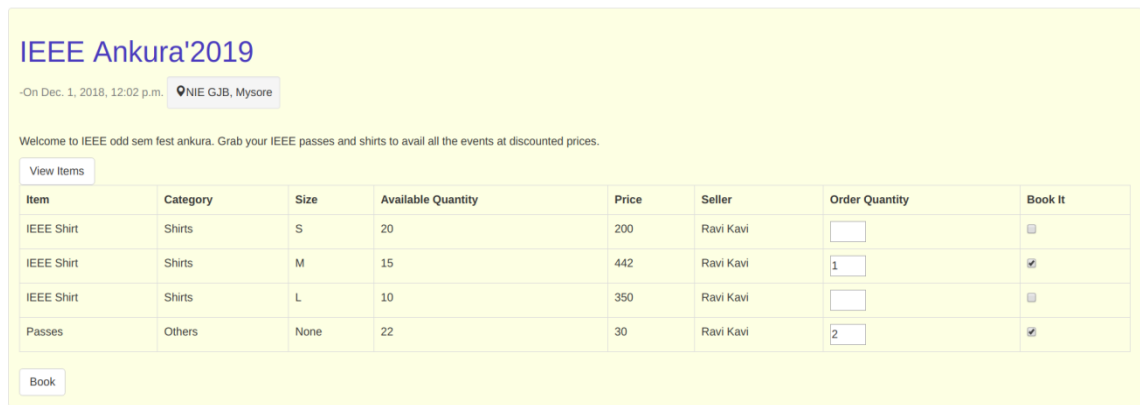 IEEE Ankura'2019
-On Dec. 1, 2018, 12:02 p.m. NIE GJB, Mysore
Welcome to IEEE odd sem fest ankura. Grab your IEEE passes and shirts to avail all the events at discounted prices.
View Items
Item Category Size Available Quantity Price Seller Order Quantity Book It
IEEE Shirt Shirts S 20 200 Ravi Kavi
IEEE Shirt Shirts M 15 442 Ravi Kavi 1
IEEE Shirt Shirts L 10 350 Ravi Kavi
Passes Others None 22 30 Ravi Kavi 2
Book